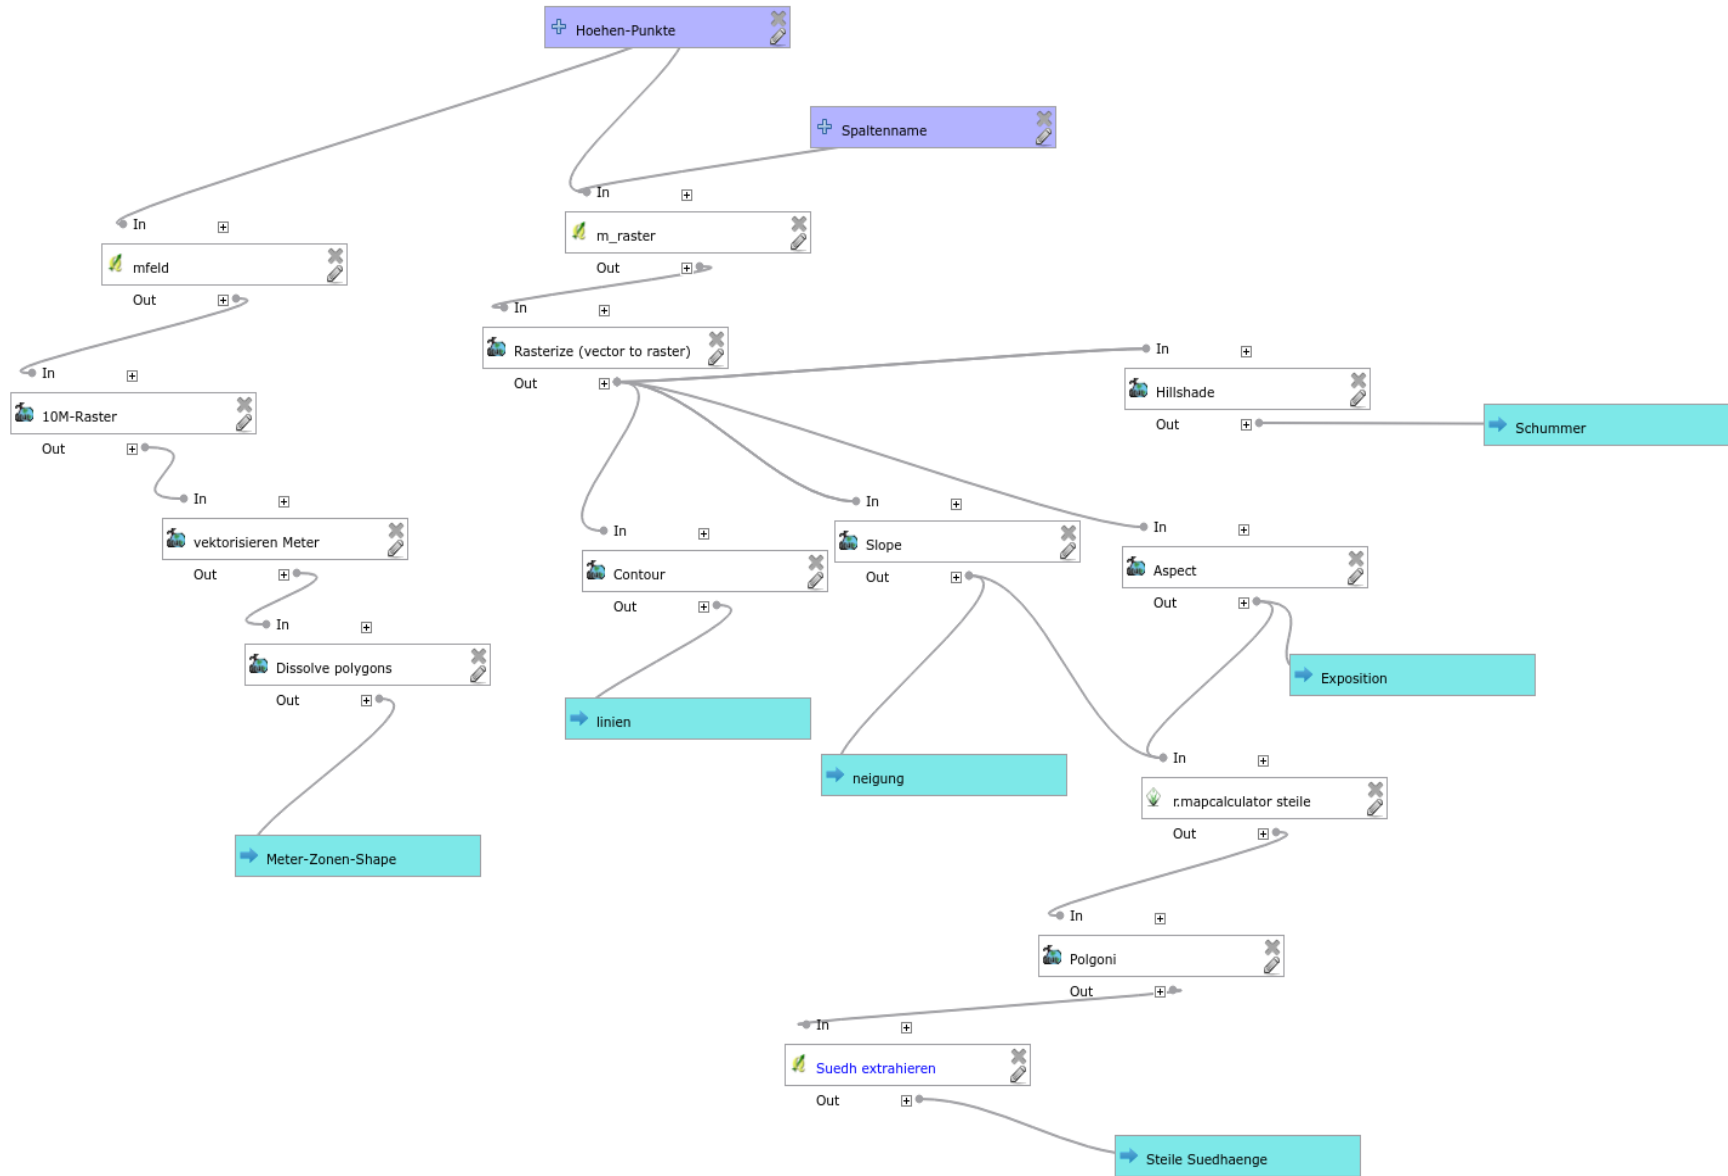 Hoehen-Punkte
Spaltenname
In
m_raster
Out
In
mfeld
Out
In
Rasterize (vector to raster)
Out
In
10M-Raster
Out
In
Hillshade
Out
Schummer
In
vektorisieren Meter
Out
In
Contour
Out
In
Slope
Out
In
Aspect
Out
In
Dissolve polygons
Out
linien
neigung
Exposition
Meter-Zonen-Shape
In
r.mapcalculator steile
Out
In
Polgoni
Out
In
Suedh extrahieren
Out
Steile Suedhaenge